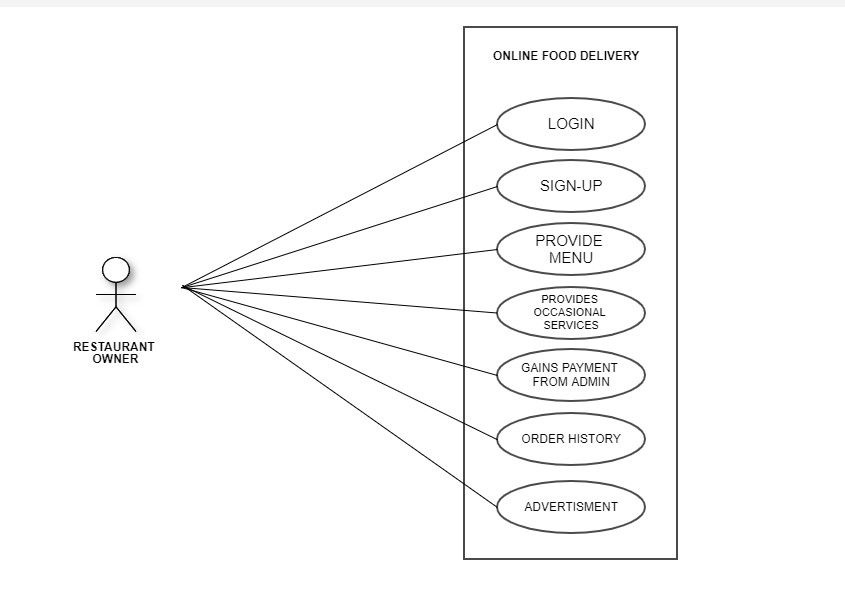 ONLINE FOOD DELIVERY
LOGIN
SIGN-UP
PROVIDE
MENU
PROVIDES
OCCASIONAL
SERVICES
RESTAURANT
OWNER
GAINS PAYMENT
FROM ADMIN
ORDER HISTORY
ADVERTISMENT